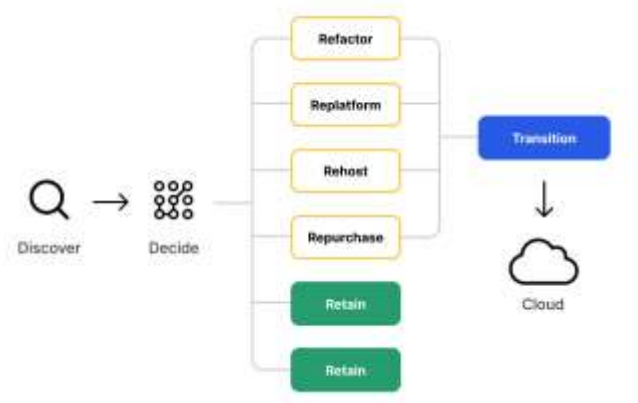 Refactor
Replatform
Transition
Rehost
Discover
Decide
Repurchase
Retain
Cloud
Retain